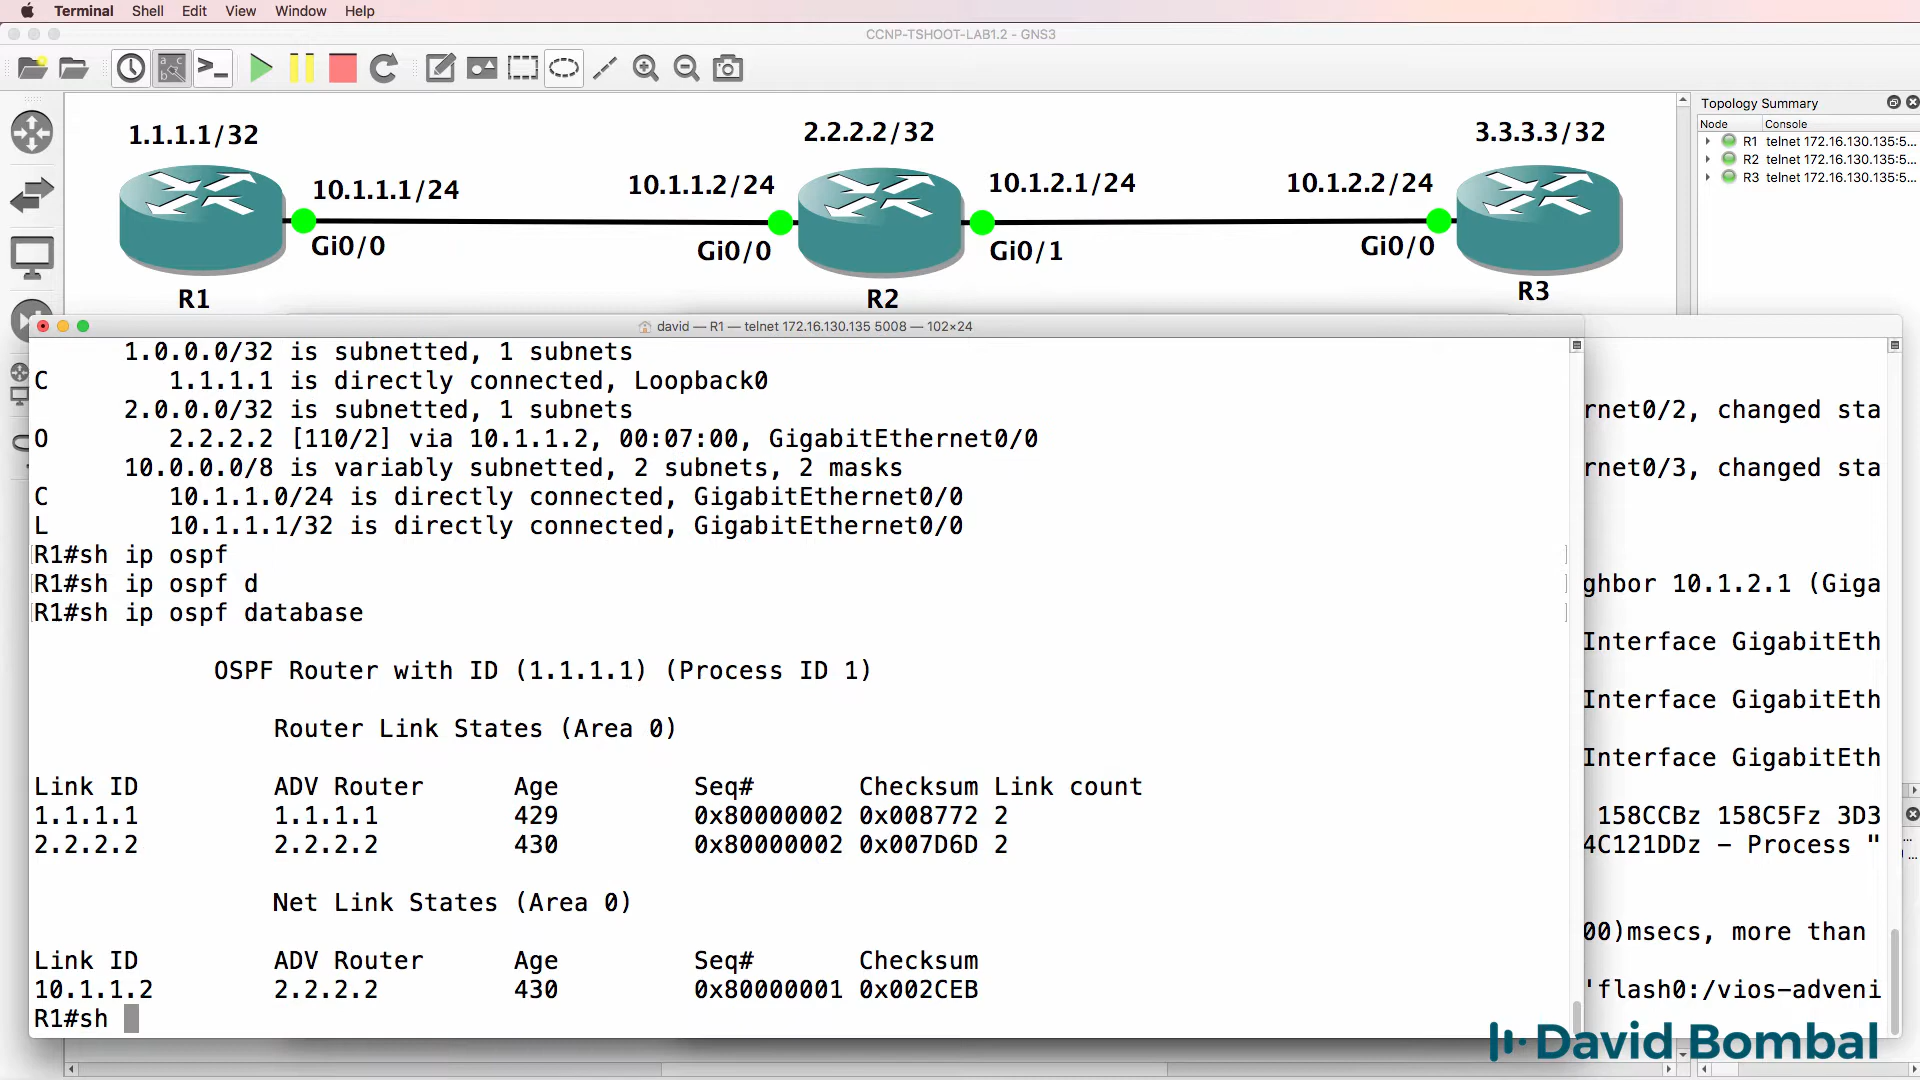 Terminal Shell Edit View Window Help
CCNP-TSHOOT-LAB1.2 - GNS3
Topology Summary
Node Console
R1 telnet 172.16.130.135:5...
R2 telnet 172.16.130.135:5...
R3 telnet 172.16.130.135:5...
1.1.1.1/32
2.2.2.2/32
3.3.3.3/32
10.1.1.1/24
10.1.1.2/24
10.1.2.1/24
10.1.2.2/24
Gi0/0
Gi0/0
Gi0/1
Gi0/0
R1
R2
R3
david — R1 — telnet 172.16.130.135 5008 — 102×24
1.0.0.0/32 is subnetted, 1 subnets
C 1.1.1.1 is directly connected, Loopback0
2.0.0.0/32 is subnetted, 1 subnets
O 2.2.2.2 [110/2] via 10.1.1.2, 00:07:00, GigabitEthernet0/0
10.0.0.0/8 is variably subnetted, 2 subnets, 2 masks
C 10.1.1.0/24 is directly connected, GigabitEthernet0/0
L 10.1.1.1/32 is directly connected, GigabitEthernet0/0
R1#sh ip ospf
R1#sh ip ospf d
R1#sh ip ospf database
OSPF Router with ID (1.1.1.1) (Process ID 1)
Router Link States (Area 0)
Link ID ADV Router Age Seq# Checksum Link count
1.1.1.1 1.1.1.1 429 0x80000002 0x008772 2
2.2.2.2 2.2.2.2 430 0x80000002 0x007D6D 2
Net Link States (Area 0)
Link ID ADV Router Age Seq# Checksum
10.1.1.2 2.2.2.2 430 0x80000001 0x002CEB
R1#sh
rnet0/2, changed sta
rnet0/3, changed sta
ghbor 10.1.2.1 (Giga
Interface GigabitEth
Interface GigabitEth
Interface GigabitEth
158CCBz 158C5Fz 3D3
4C121DDz - Process "
00)msecs, more than
'flash0:/vios-adveni
David Bombal